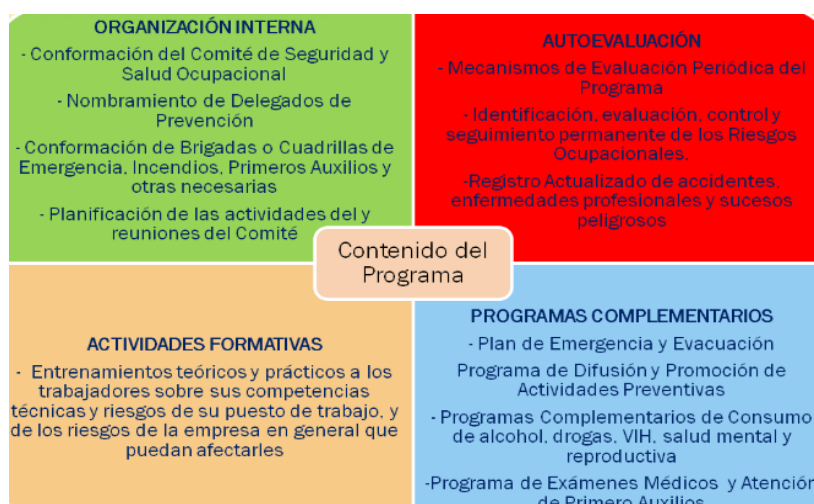 ORGANIZACIÓN INTERNA
- Conformación del Comité de Seguridad y
Salud Ocupacional
- Nombramiento de Delegados de
Prevención
- Conformación de Brigadas o Cuadrillas de
Emergencia, Incendios, Primeros Auxilios y
otras necesarias
- Planificación de las actividades del y
reuniones del Comité
AUTOEVALUACIÓN
- Mecanismos de Evaluación Periódica del
Programa
- Identificación, evaluación, control y
seguimiento permanente de los Riesgos
Ocupacionales.
-Registro Actualizado de accidentes,
enfermedades profesionales y sucesos
peligrosos
Contenido del
Programa
ACTIVIDADES FORMATIVAS
- Entrenamientos teóricos y prácticos a los
trabajadores sobre sus competencias
técnicas y riesgos de su puesto de trabajo, y
de los riesgos de la empresa en general que
puedan afectarles
PROGRAMAS COMPLEMENTARIOS
- Plan de Emergencia y Evacuación
Programa de Difusión y Promoción de
Actividades Preventivas
- Programas Complementarios de Consumo
de alcohol, drogas, VIH, salud mental y
reproductiva
-Programa de Exámenes Médicos y Atención
de Primero Auxilios